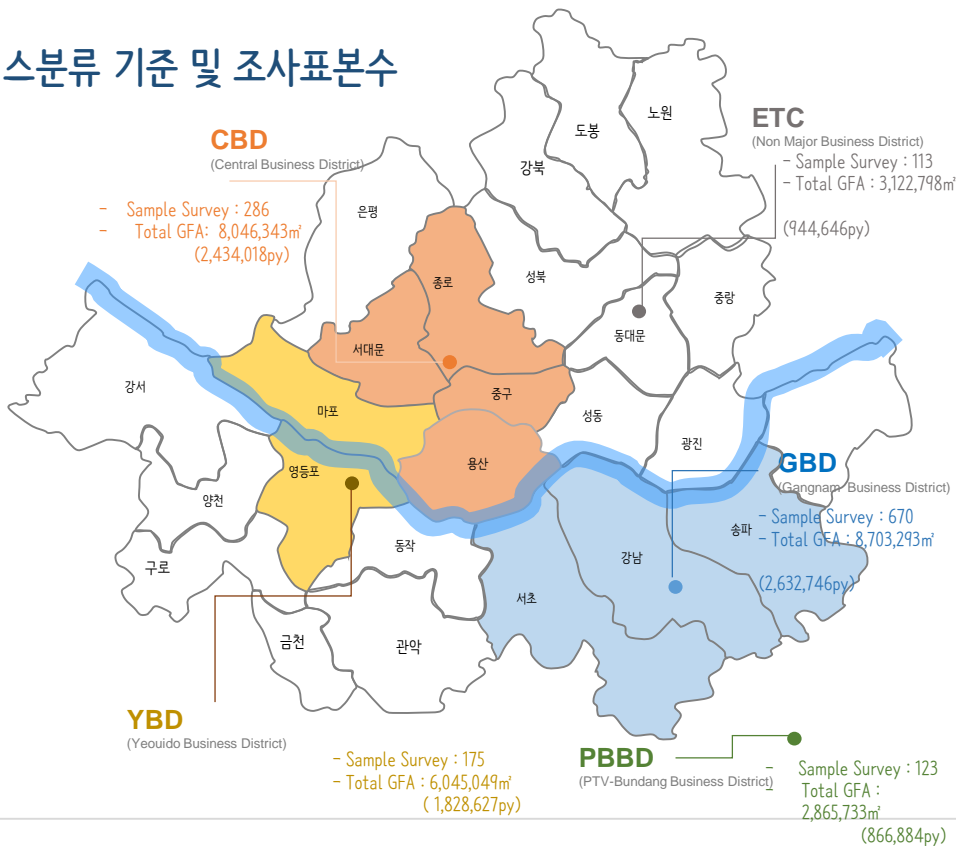 스분류 기준 및 조사표본수
CBD
(Central Business District)
- Sample Survey : 286
- Total GFA: 8,046,343㎡
(2,434,018py)
ETC
(Non Major Business District)
- Sample Survey : 113
- Total GFA : 3,122,798㎡
(944,646py)
노원
도봉
강북
은평
성북
종로
중랑
동대문
서대문
강서
중구
마포
성동
광진
용산
영등포
양천
GBD
(Gangnam Business District)
- Sample Survey : 670
- Total GFA : 8,703,293㎡
(2,632,746py)
송파
강남
동작
구로
서초
금천
관악
YBD
(Yeouido Business District)
- Sample Survey : 175
- Total GFA : 6,045,049㎡
( 1,828,627py)
PBBD
(PTV-Bundang Business District)
- Sample Survey : 123
- Total GFA :
2,865,733㎡
(866,884py)